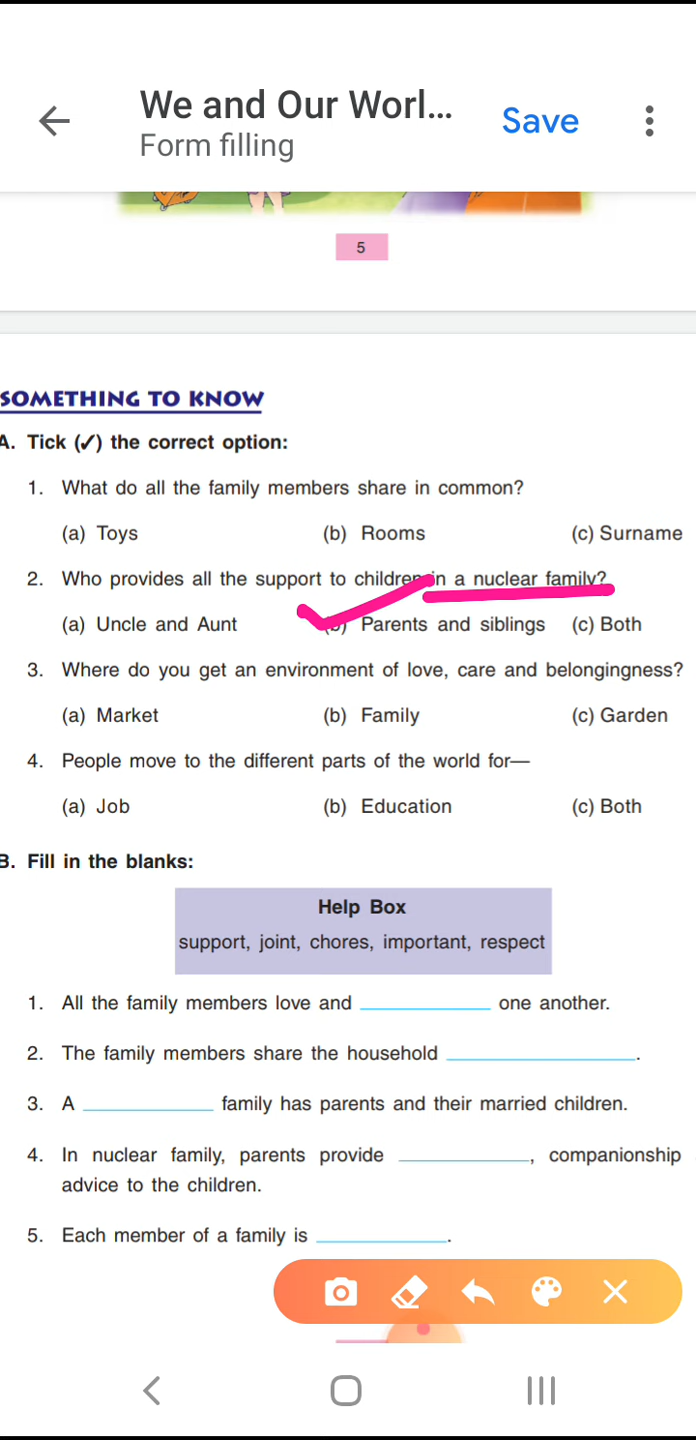 We and Our Worl...
Save
Form filling
5
SOMETHING TO KNOW
A. Tick (✓) the correct option:
1. What do all the family members share in common?
(a) Toys (b) Rooms (c) Surname
2. Who provides all the support to children in a nuclear family?
(a) Uncle and Aunt (b) Parents and siblings (c) Both
3. Where do you get an environment of love, care and belongingness?
(a) Market (b) Family (c) Garden
4. People move to the different parts of the world for—
(a) Job (b) Education (c) Both
B. Fill in the blanks:
Help Box
support, joint, chores, important, respect
1. All the family members love and ____________ one another.
2. The family members share the household __________________.
3. A ____________ family has parents and their married children.
4. In nuclear family, parents provide ____________, companionship
advice to the children.
5. Each member of a family is ____________.